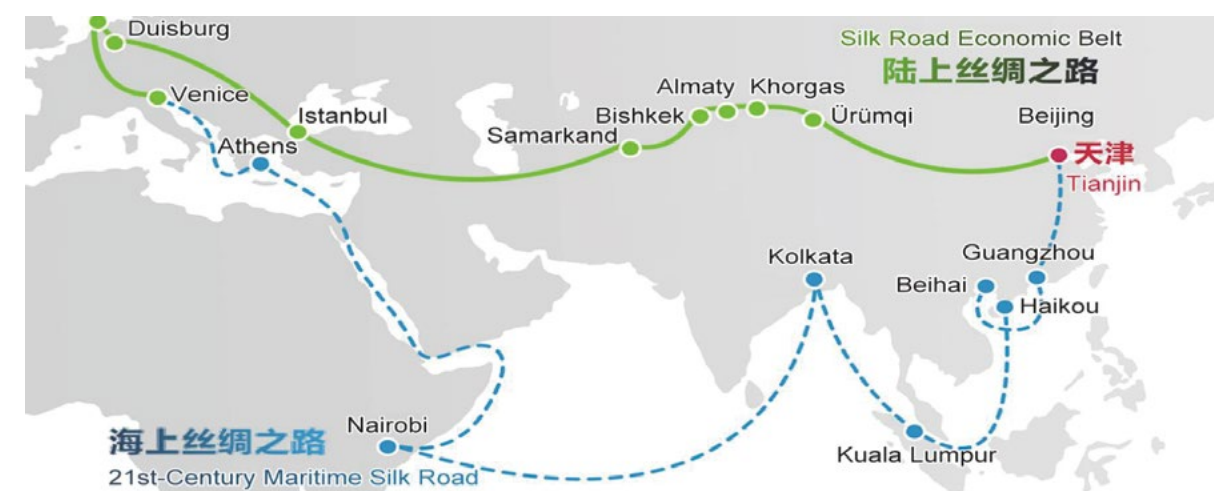 Duisburg
Silk Road Economic Belt
陆上丝绸之路
Venice
Almaty
Khorgas
Istanbul
Bishkek
Ürümqi
Beijing
Samarkand
Athens
天津
Tianjin
Kolkata
Guangzhou
Beihai
Haikou
Nairobi
海上丝绸之路
Kuala Lumpur
21st-Century Maritime Silk Road